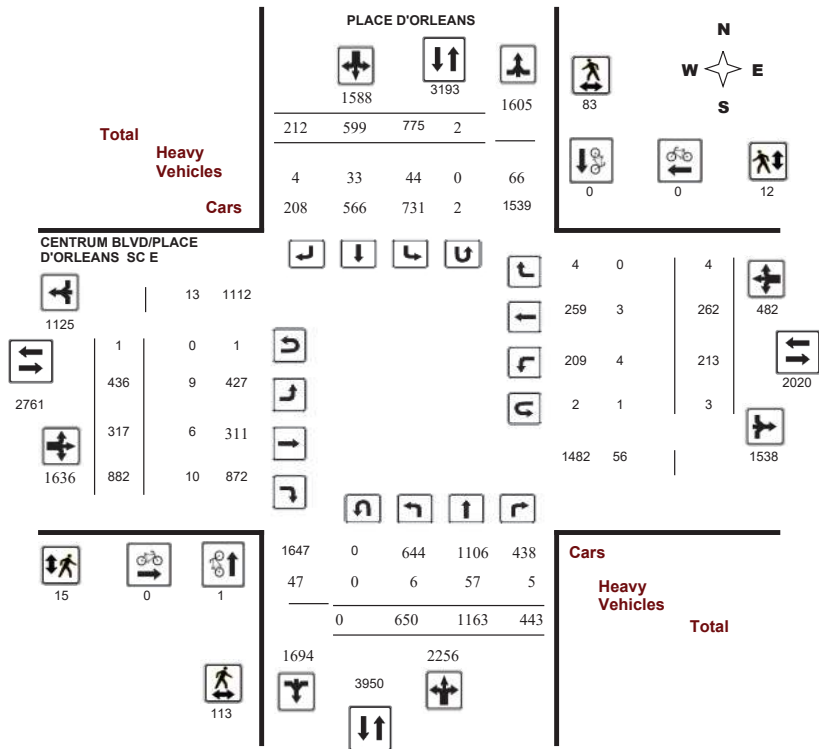 PLACE D'ORLEANS
N
W E
S
1588
3193
1605
83
Total
212 599 775 2
Heavy
Vehicles
4 33 44 0 66
0 0 12
Cars
208 566 731 2 1539
CENTRUM BLVD/PLACE
D'ORLEANS SC E
4 0 4
13 1112
1125
259 3 262 482
1 0 1
436 9 427
209 4 213
2020
2761
2 1 3
317 6 311
1636
882 10 872
1482 56 1538
1647 0 644 1106 438
Cars
47 0 6 57 5
Heavy
Vehicles
15 0 1
0 650 1163 443
Total
1694 2256
3950
113